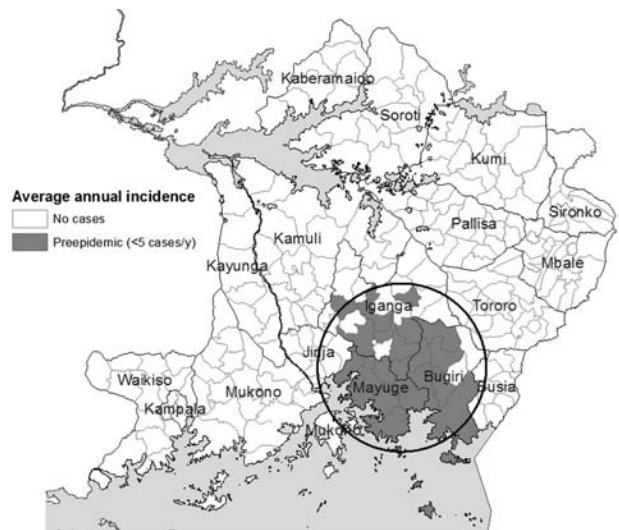 Kaberamaido
Soroti
Kumi
Average annual incidence
No cases
Preepidemic (<5 cases/y)
Sironko
Pallisa
Kamuli
Mbale
Kayunga
Iganga
Tororo
Jinja
Waikiso
Mukono
Mayuge
Bugiri
Busia
Kampala
Mukono